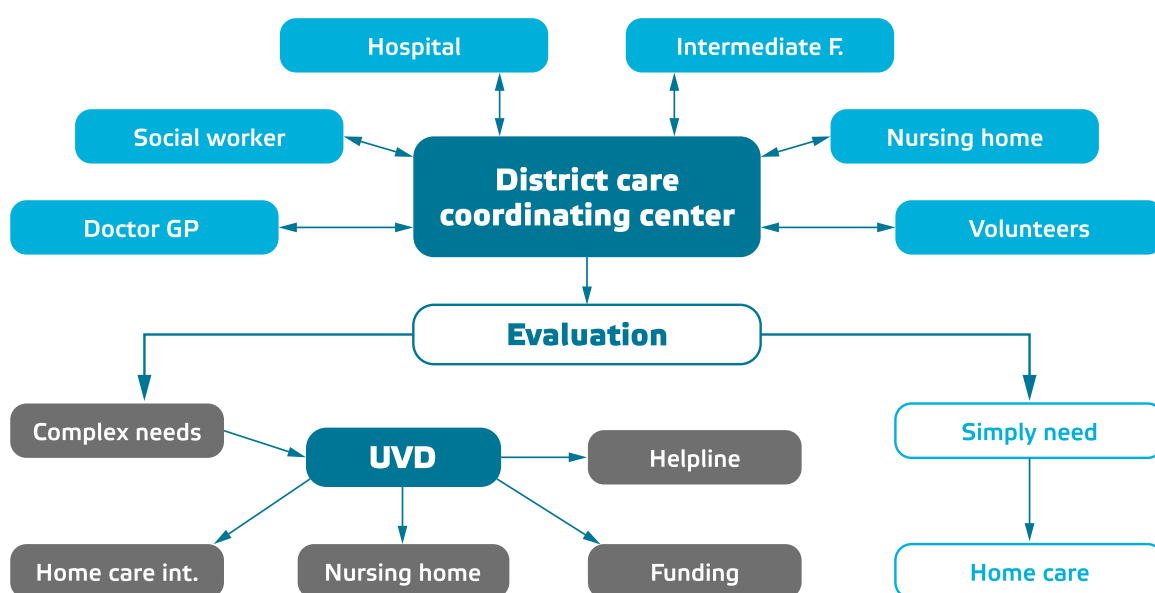 Hospital
Intermediate F.
Social worker
Nursing home
District care
coordinating center
Doctor GP
Volunteers
Evaluation
Complex needs
UVD
Helpline
Simply need
Home care int.
Nursing home
Funding
Home care